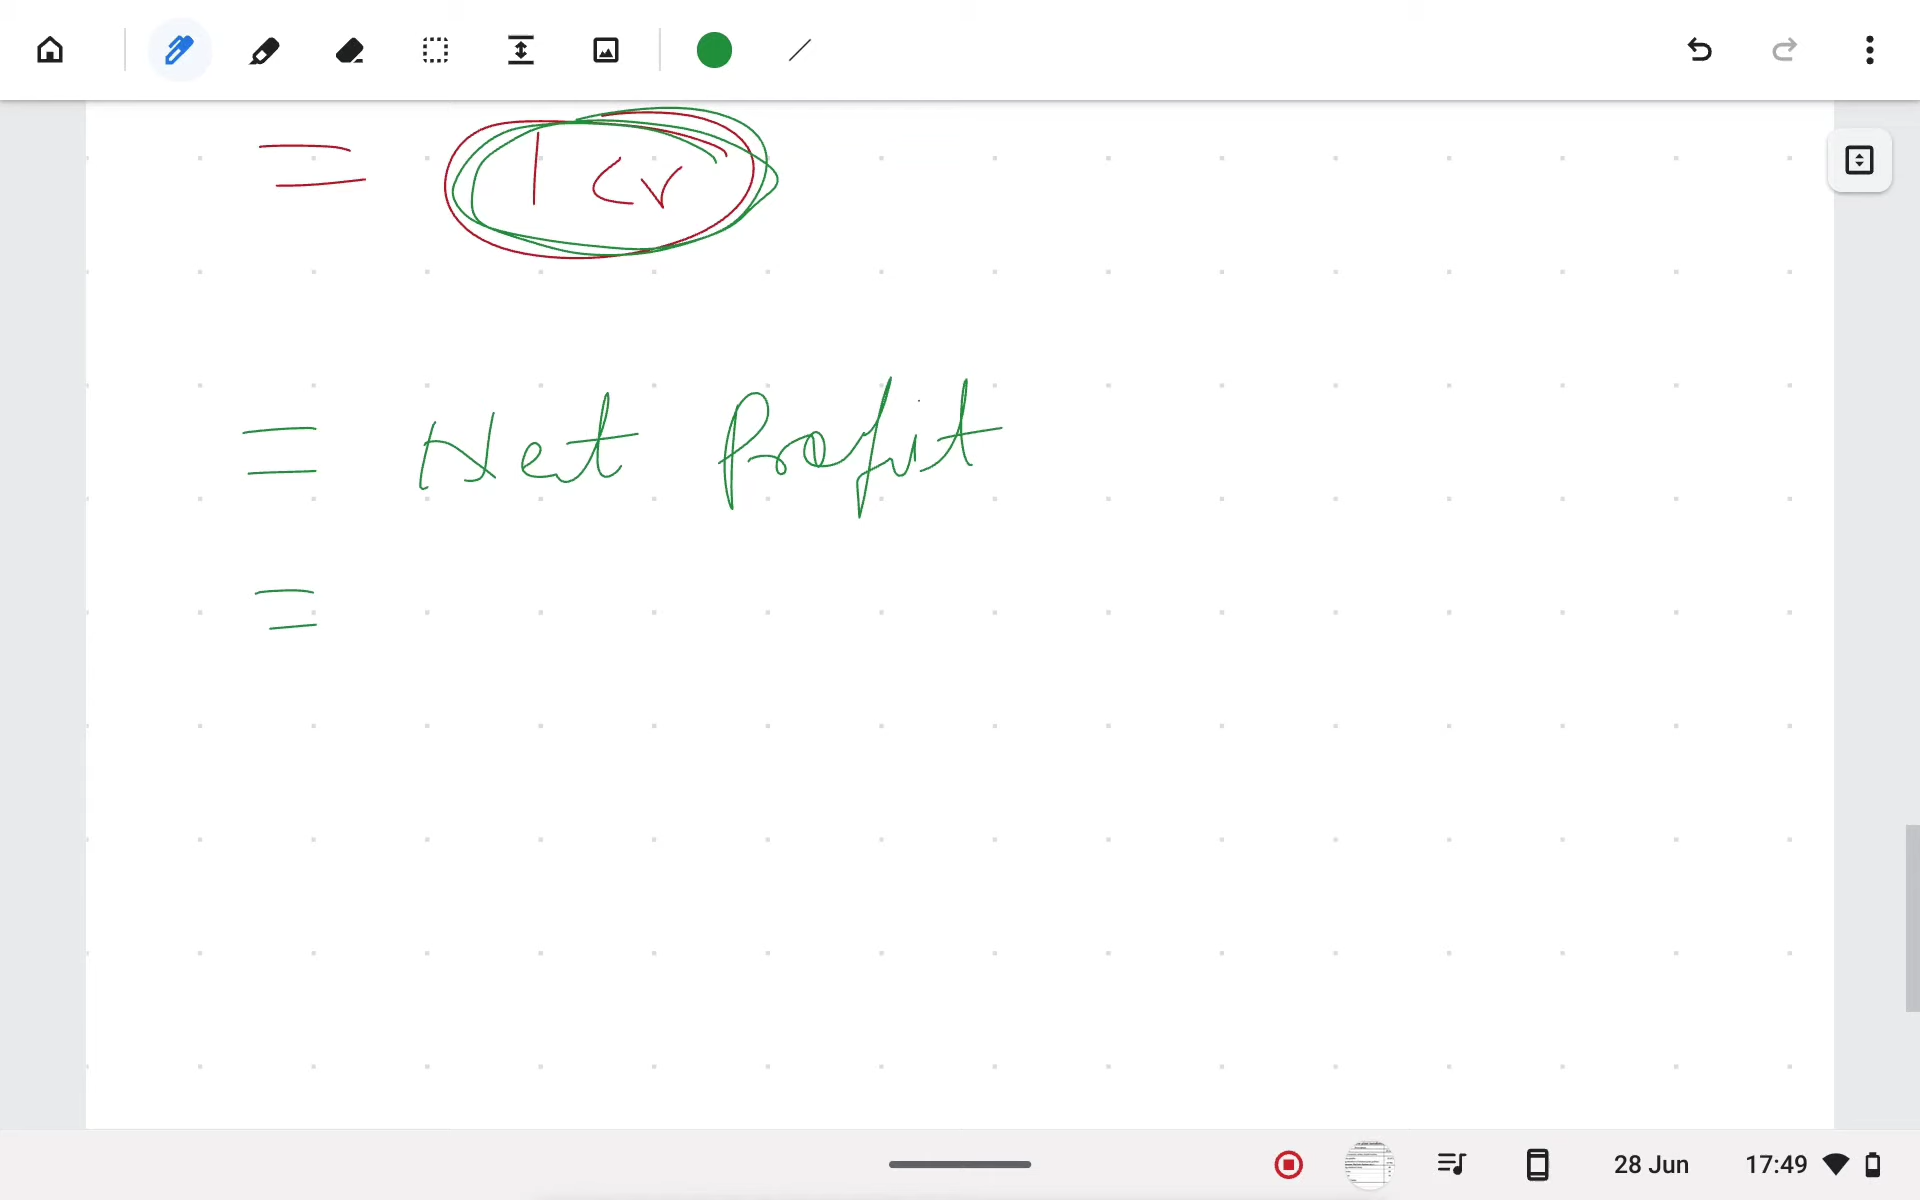 = 1 cr
= Net Profit
=
28 Jun 17:49